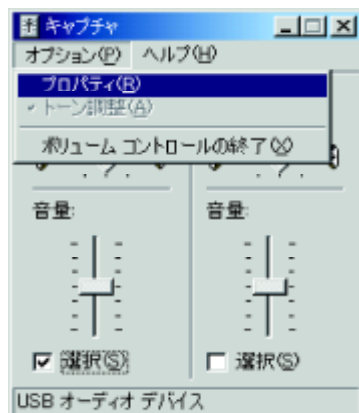 キャプチャ
オプション(P) ヘルプ(H)
プロパティ(R)
トーン調整(A)
ボリューム コントロールの終了(X)
音量: 音量:
選択(S) 選択(S)
USB オーディオ デバイス